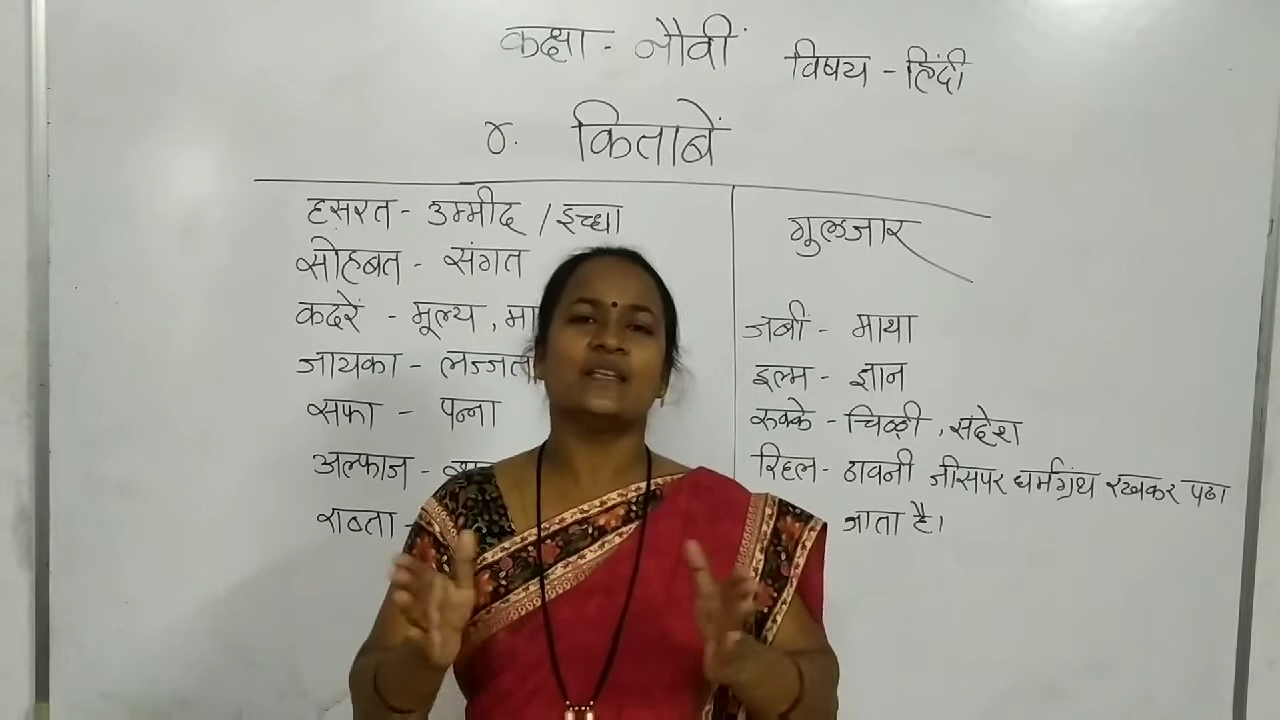 कक्षा - नौवीं विषय - हिंदी
४. किताबें
हसरत - उम्मीद / इच्छा
सोहबत - संगत
कदरें - मूल्य ,
जायका - लज्जत
सफा - पन्ना
अल्फाज -
राब्ता -
गुलजार
जबीं - माथा
इल्म - ज्ञान
रुक्के - चिठ्ठी , संदेश
रिहल - ठावनी जीसपर धर्मग्रंथ रखकर पढा
जाता है।